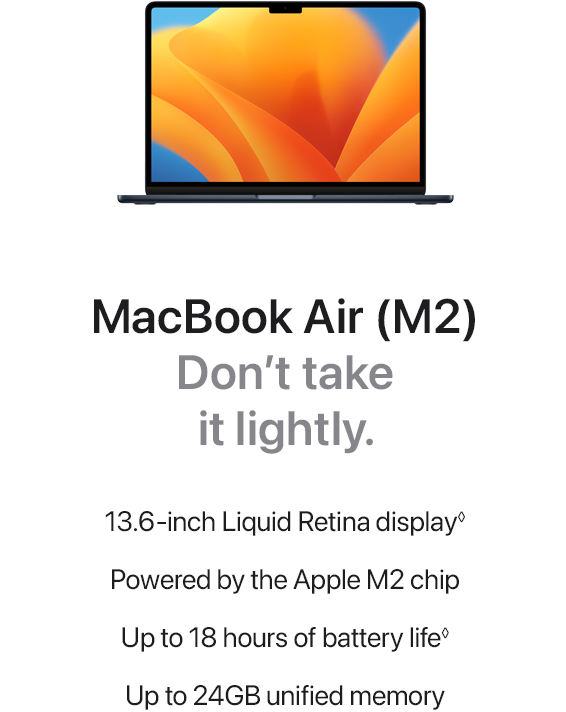 MacBook Air (M2)
Don’t take
it lightly.
13.6-inch Liquid Retina display◊
Powered by the Apple M2 chip
Up to 18 hours of battery life◊
Up to 24GB unified memory